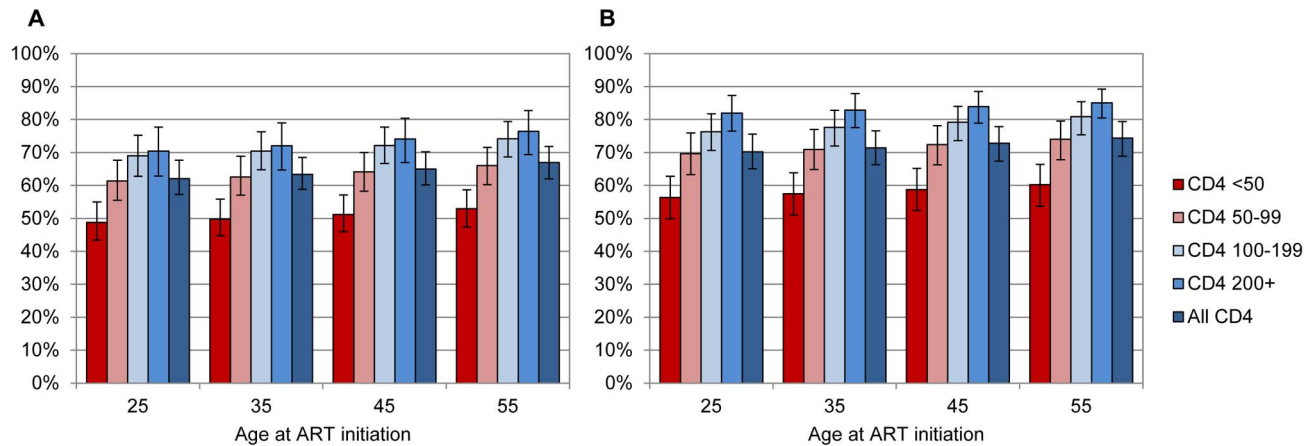 A
100%
90%
80%
70%
60%
50%
40%
30%
20%
10%
0%
25 35 45 55
Age at ART initiation
B
100%
90%
80%
70%
60%
50%
40%
30%
20%
10%
0%
25 35 45 55
Age at ART initiation
CD4 <50
CD4 50-99
CD4 100-199
CD4 200+
All CD4